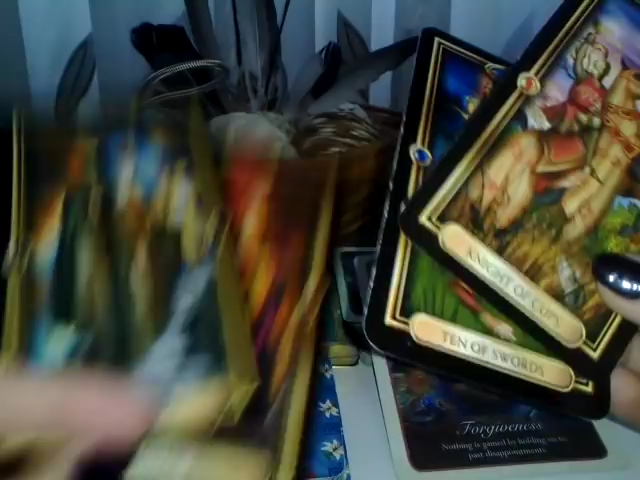 KNIGHT OF CUPS
TEN OF SWORDS
Forgiveness
Nothing is gained by holding on to
past disappointments.